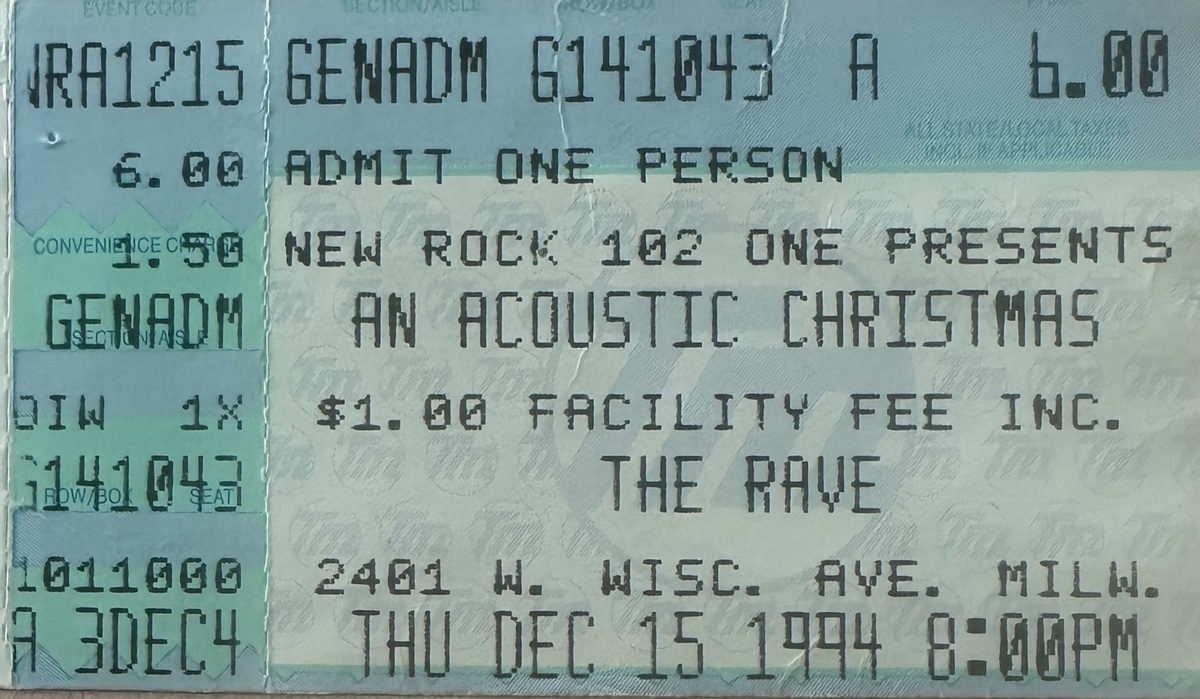 EVENT CODE SECTION/AISLE ROW/BOX SEAT
VRA1215 GENADM G141043 A 6.00
ALL STATE/LOCAL TAXES
INCL. IF APPLICABLE
6.00 ADMIT ONE PERSON
CONVENIENCE CHARGE
1.50 NEW ROCK 102 ONE PRESENTS
GENADM AN ACOUSTIC CHRISTMAS
SECTION/AISLE
1X $1.00 FACILITY FEE INC.
G141043 THE RAVE
ROW/BOX SEAT
1011000 2401 W. WISC. AVE. MILW.
A 3DEC4 THU DEC 15 1994 8:00PM